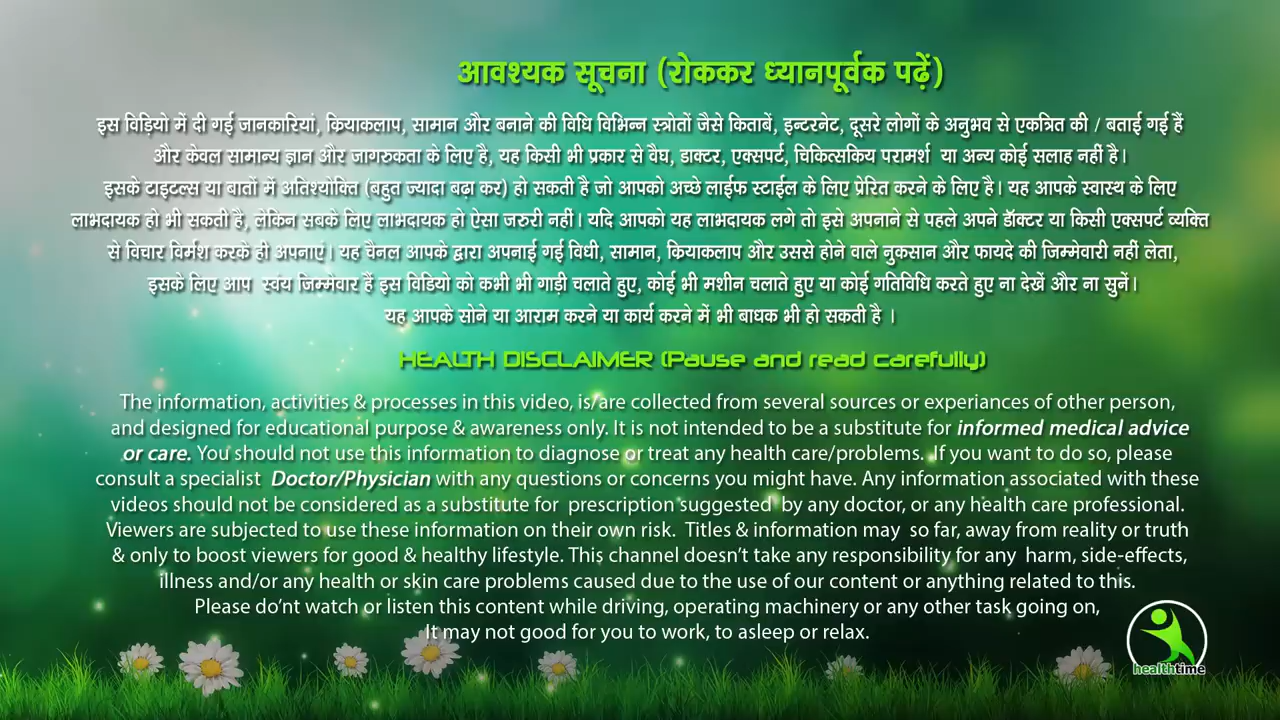 आवश्यक सूचना (रोककर ध्यानपूर्वक पढ़ें)
इस विड़ियो में दी गई जानकारियां, क्रियाकलाप, सामान और बनाने की विधि विभिन्न स्त्रोतों जैसे किताबें, इन्टरनेट, दूसरे लोगों के अनुभव से एकत्रित की / बताई गई हैं
और केवल सामान्य ज्ञान और जागरुकता के लिए है, यह किसी भी प्रकार से वैघ, डाक्टर, एक्सपर्ट, चिकित्सकिय परामर्श या अन्य कोई सलाह नहीं है।
इसके टाइटल्स या बातों में अतिश्योक्ति (बहुत ज्यादा बढ़ा कर) हो सकती है जो आपको अच्छे लाईफ स्टाईल के लिए प्रेरित करने के लिए है। यह आपके स्वास्थ के लिए
लाभदायक हो भी सकती है, लेकिन सबके लिए लाभदायक हो ऐसा जरुरी नहीं। यदि आपको यह लाभदायक लगे तो इसे अपनाने से पहले अपने डॉक्टर या किसी एक्सपर्ट व्यक्ति
से विचार विर्मश करके ही अपनाएं। यह चैनल आपके द्वारा अपनाई गई विधी, सामान, क्रियाकलाप और उससे होने वाले नुकसान और फायदे की जिम्मेवारी नहीं लेता,
इसके लिए आप स्वंय जिम्मेवार हैं इस विडियो को कभी भी गाड़ी चलाते हुए, कोई भी मशीन चलाते हुए या कोई गतिविधि करते हुए ना देखें और ना सुनें।
यह आपके सोने या आराम करने या कार्य करने में भी बाधक भी हो सकती है ।
HEALTH DISCLAIMER (Pause and read carefully)
The information, activities & processes in this video, is/are collected from several sources or experiances of other person,
and designed for educational purpose & awareness only. It is not intended to be a substitute for informed medical advice
or care. You should not use this information to diagnose or treat any health care/problems. If you want to do so, please
consult a specialist Doctor/Physician with any questions or concerns you might have. Any information associated with these
videos should not be considered as a substitute for prescription suggested by any doctor, or any health care professional.
Viewers are subjected to use these information on their own risk. Titles & information may so far, away from reality or truth
& only to boost viewers for good & healthy lifestyle. This channel doesn't take any responsibility for any harm, side-effects,
illness and/or any health or skin care problems caused due to the use of our content or anything related to this.
Please do'nt watch or listen this content while driving, operating machinery or any other task going on,
It may not good for you to work, to asleep or relax.
healthtime